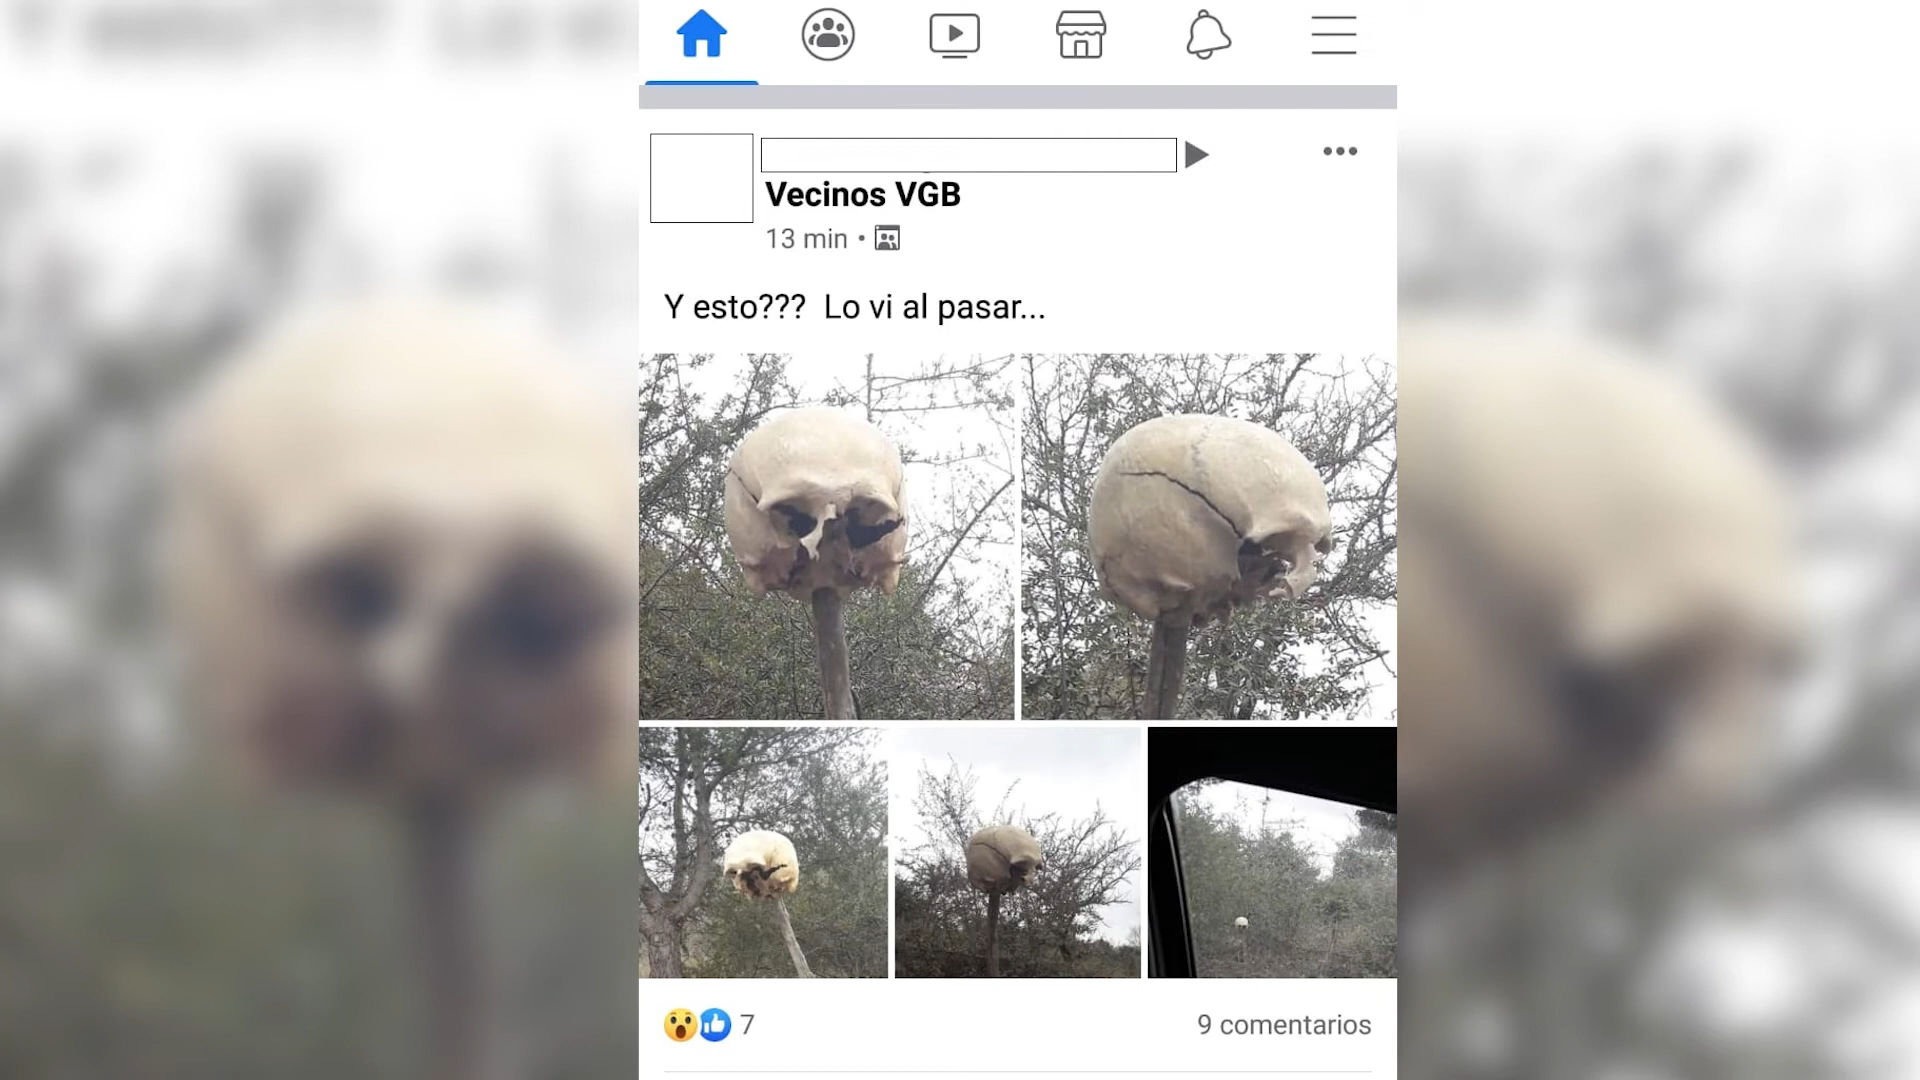 Vecinos VGB
13 min •
Y esto??? Lo vi al pasar...
7
9 comentarios